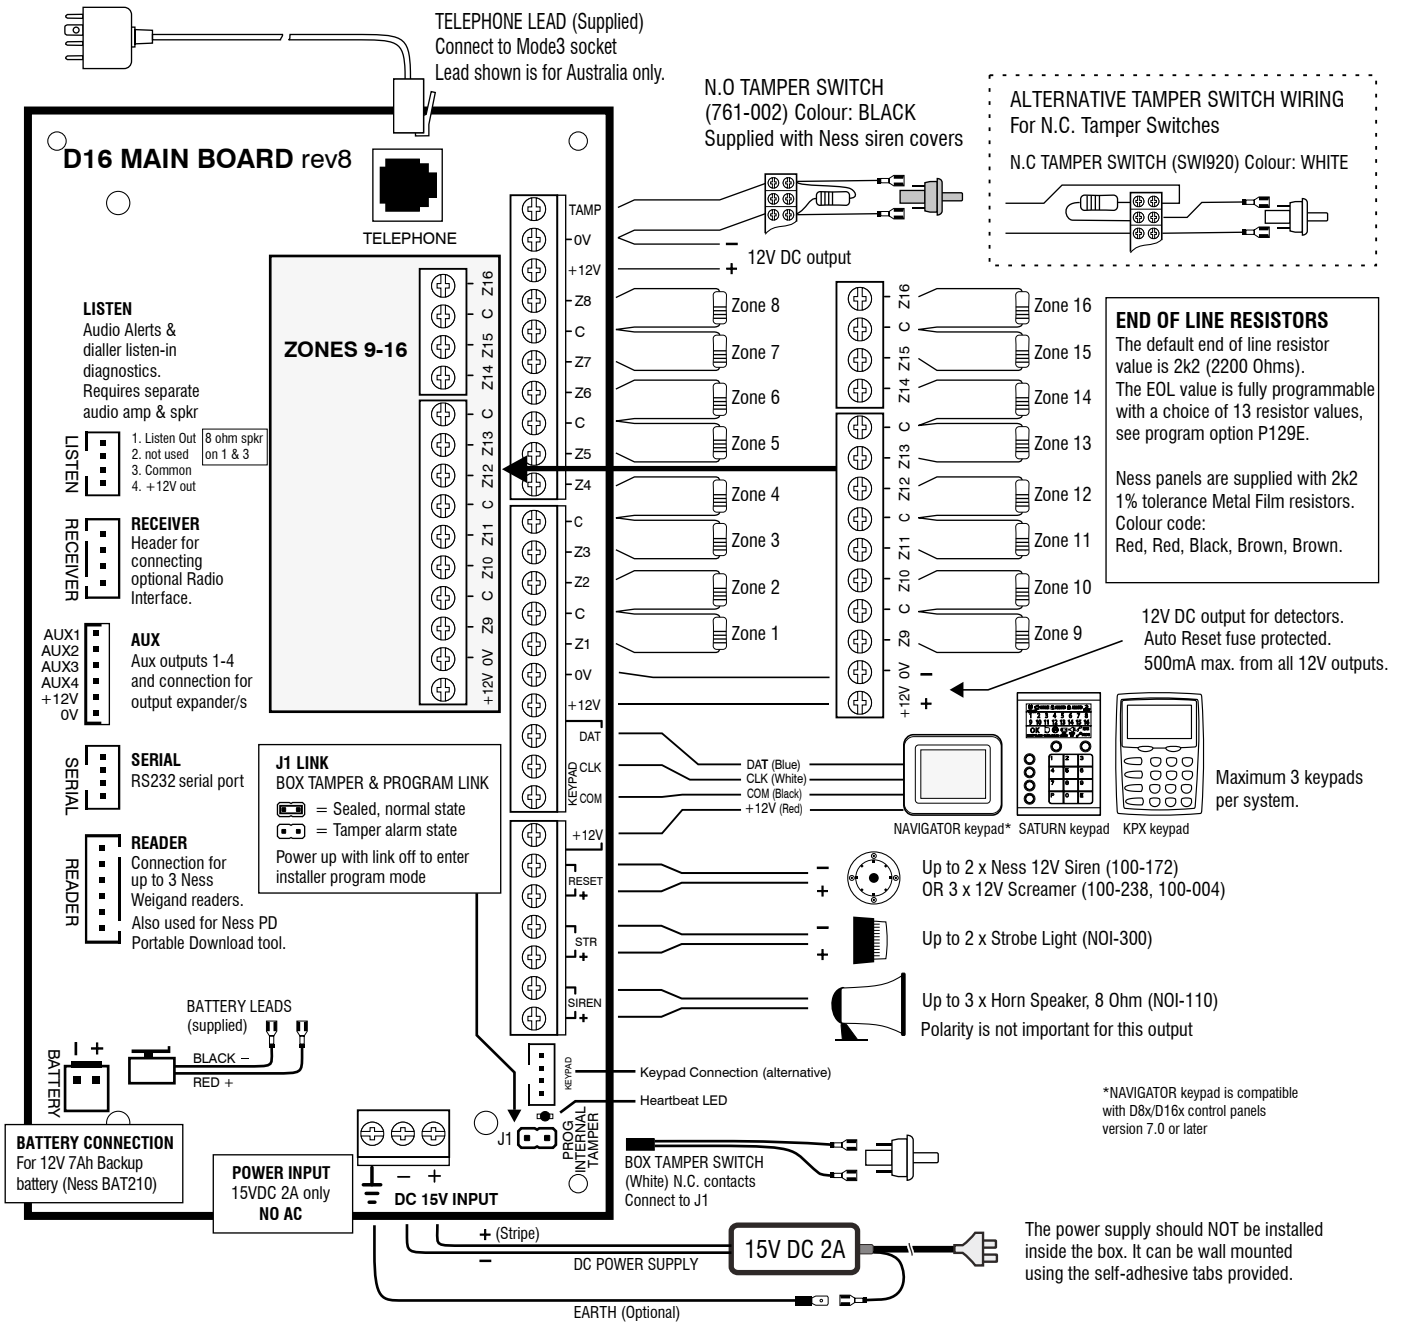 TELEPHONE LEAD (Supplied)
Connect to Mode3 socket
Lead shown is for Australia only.
N.O TAMPER SWITCH
(761-002) Colour: BLACK
Supplied with Ness siren covers
ALTERNATIVE TAMPER SWITCH WIRING
For N.C. Tamper Switches
N.C TAMPER SWITCH (SWI920) Colour: WHITE
D16 MAIN BOARD rev8
TELEPHONE
TAMP
0V
+12V
Z8
C
Z7
Z6
C
Z5
Z4
C
Z3
Z2
C
Z1
0V
+12V
DAT
CLK
COM
KEYPAD
+12V
RESET
+
STR
+
SIREN
+
− 12V DC output
+
ZONES 9-16
Z16
C
Z15
Z14
C
Z13
Z12
C
Z11
Z10
C
Z9
0V
+12V
Zone 8
Zone 7
Zone 6
Zone 5
Zone 4
Zone 3
Zone 2
Zone 1
Z16
C
Z15
Z14
C
Z13
Z12
C
Z11
Z10
C
Z9
0V −
+12V +
Zone 16
Zone 15
Zone 14
Zone 13
Zone 12
Zone 11
Zone 10
Zone 9
END OF LINE RESISTORS
The default end of line resistor
value is 2k2 (2200 Ohms).
The EOL value is fully programmable
with a choice of 13 resistor values,
see program option P129E.
Ness panels are supplied with 2k2
1% tolerance Metal Film resistors.
Colour code:
Red, Red, Black, Brown, Brown.
12V DC output for detectors.
Auto Reset fuse protected.
500mA max. from all 12V outputs.
LISTEN
Audio Alerts &
dialler listen-in
diagnostics.
Requires separate
audio amp & spkr
LISTEN
1. Listen Out
2. not used
3. Common
4. +12V out
8 ohm spkr
on 1 & 3
RECEIVER
RECEIVER
Header for
connecting
optional Radio
Interface.
AUX1
AUX2
AUX3
AUX4
+12V
0V
AUX
Aux outputs 1-4
and connection for
output expander/s
SERIAL
SERIAL
RS232 serial port
READER
READER
Connection for
up to 3 Ness
Weigand readers.
Also used for Ness PD
Portable Download tool.
J1 LINK
BOX TAMPER & PROGRAM LINK
= Sealed, normal state
= Tamper alarm state
Power up with link off to enter
installer program mode
DAT (Blue)
CLK (White)
COM (Black)
+12V (Red)
NAVIGATOR keypad*
SATURN keypad
KPX keypad
Maximum 3 keypads
per system.
−
+
Up to 2 x Ness 12V Siren (100-172)
OR 3 x 12V Screamer (100-238, 100-004)
−
+
Up to 2 x Strobe Light (NOI-300)
Up to 3 x Horn Speaker, 8 Ohm (NOI-110)
Polarity is not important for this output
BATTERY LEADS
(supplied)
BLACK −
RED +
− +
BATTERY
BATTERY CONNECTION
For 12V 7Ah Backup
battery (Ness BAT210)
POWER INPUT
15VDC 2A only
NO AC
− +
DC 15V INPUT
KEYPAD
Keypad Connection (alternative)
Heartbeat LED
J1
PROG
INTERNAL
TAMPER
BOX TAMPER SWITCH
(White) N.C. contacts
Connect to J1
*NAVIGATOR keypad is compatible
with D8x/D16x control panels
version 7.0 or later
+ (Stripe)
−
DC POWER SUPPLY
15V DC 2A
EARTH (Optional)
The power supply should NOT be installed
inside the box. It can be wall mounted
using the self-adhesive tabs provided.